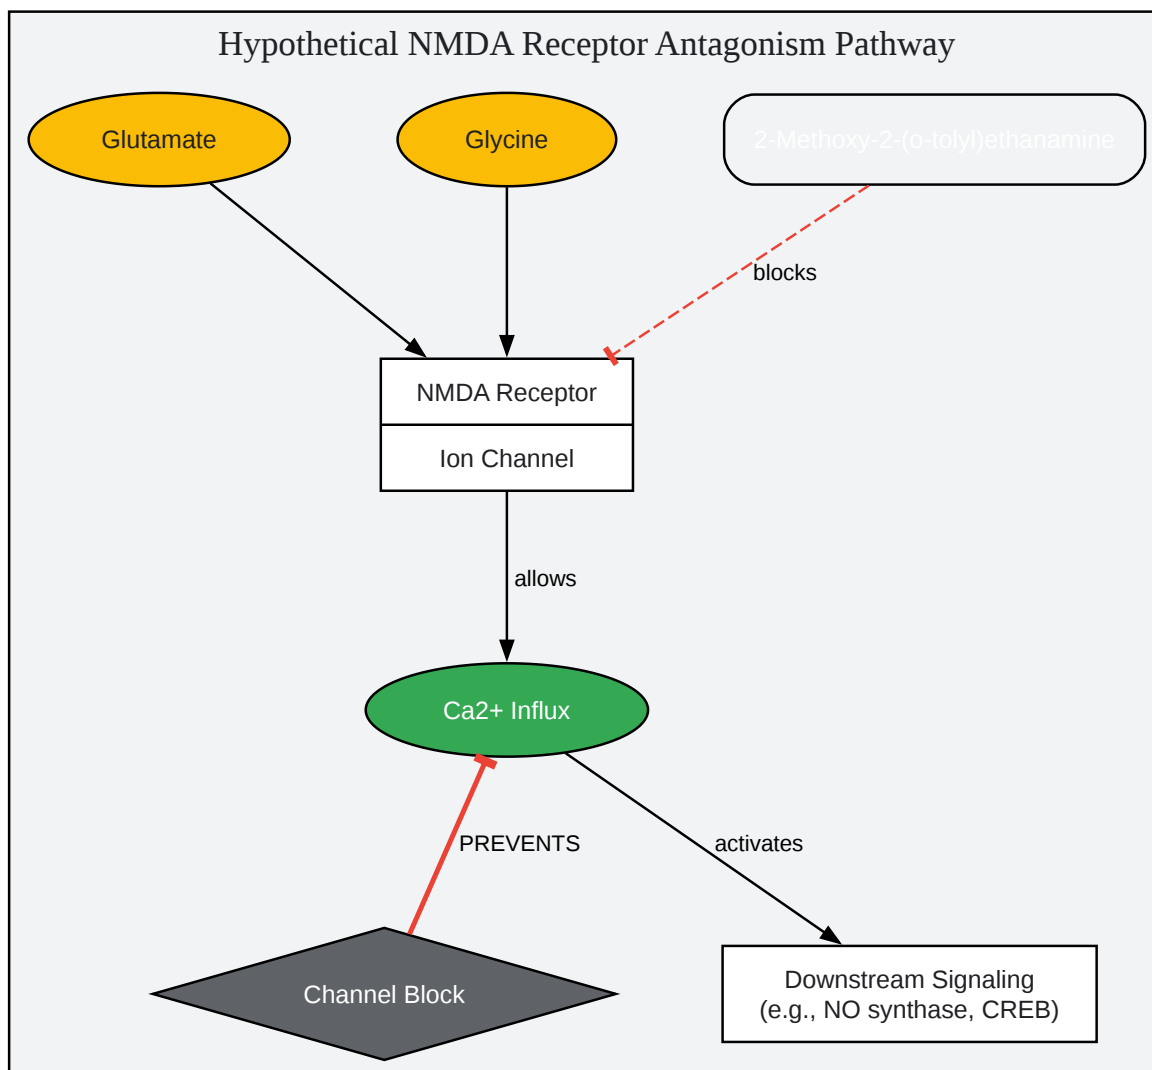 Hypothetical NMDA Receptor Antagonism Pathway
Glutamate
Glycine
2-Methoxy-2-(o-tolyl)ethanamine
blocks
NMDA Receptor
Ion Channel
allows
Ca2+ Influx
PREVENTS
activates
Channel Block
Downstream Signaling
(e.g., NO synthase, CREB)